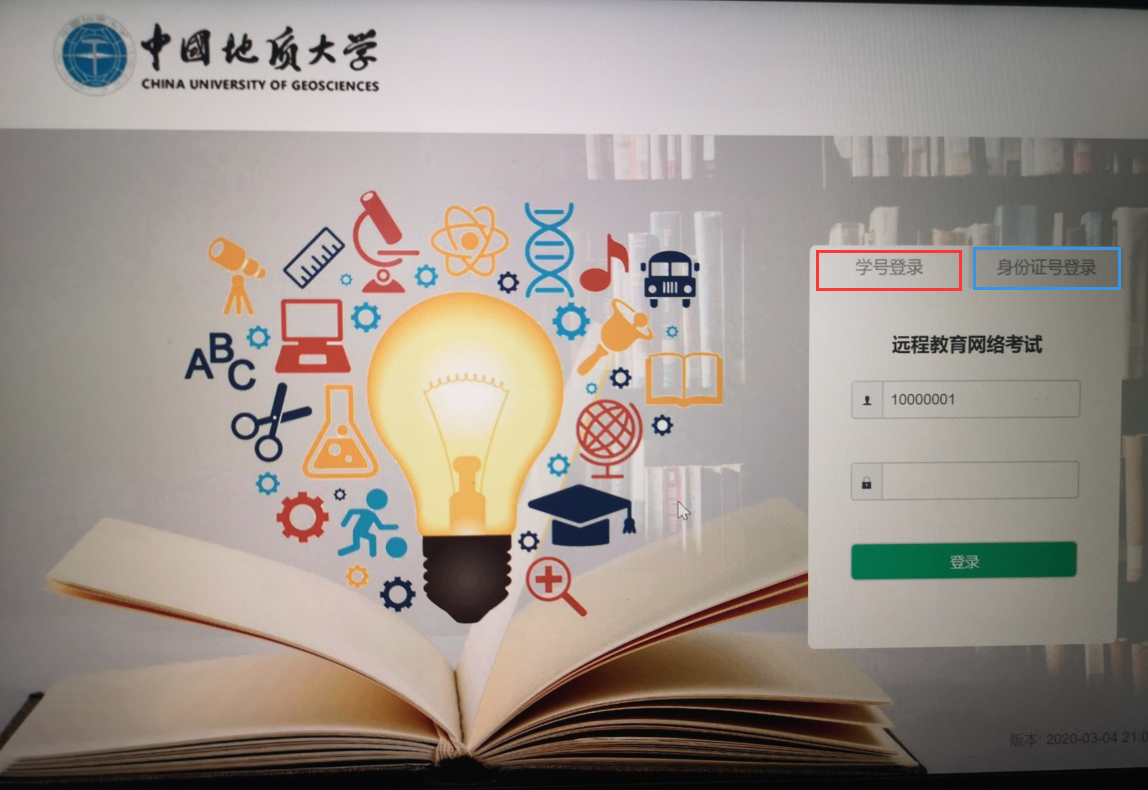 中国地质大学
CHINA UNIVERSITY OF GEOSCIENCES
学号登录
身份证号登录
远程教育网络考试
10000001
登录
ABC
版本: 2020-03-04 21:0